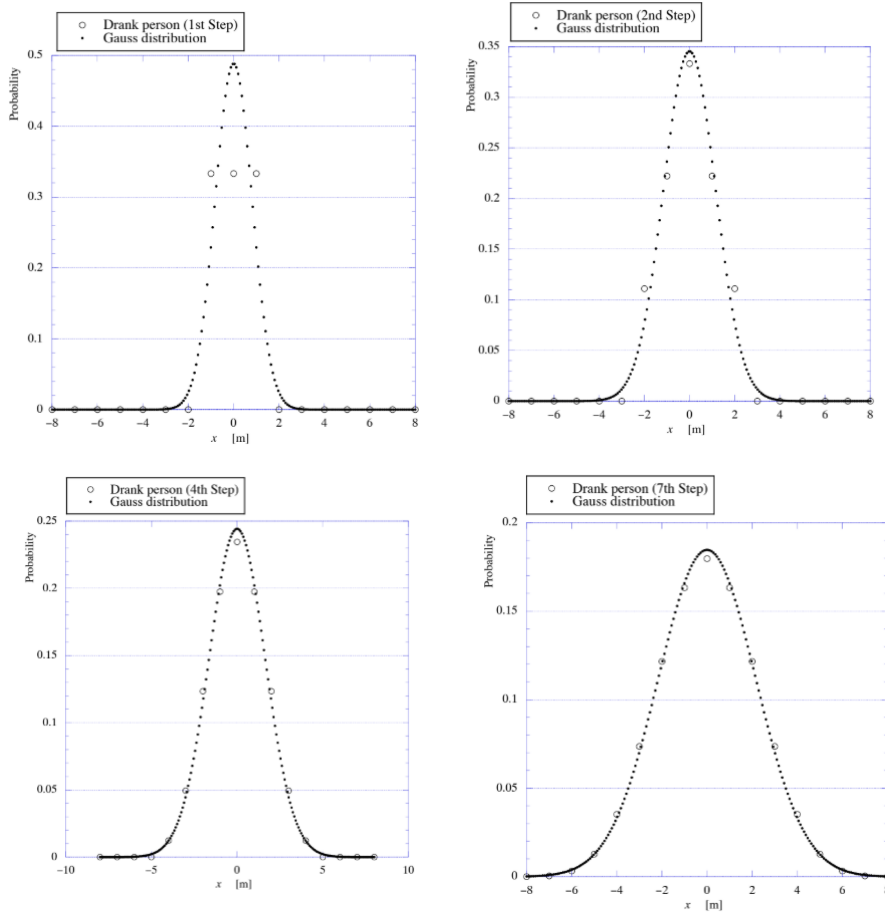 Drank person (1st Step)
Gauss distribution
Probability
0.5
0.4
0.3
0.2
0.1
0
−8 −6 −4 −2 0 2 4 6 8
x [m]
Drank person (2nd Step)
Gauss distribution
Probability
0.35
0.3
0.25
0.2
0.15
0.1
0.05
0
−8 −6 −4 −2 0 2 4 6 8
x [m]
Drank person (4th Step)
Gauss distribution
Probability
0.25
0.2
0.15
0.1
0.05
0
−10 −5 0 5 10
x [m]
Drank person (7th Step)
Gauss distribution
Probability
0.2
0.15
0.1
0.05
0
−8 −6 −4 −2 0 2 4 6 8
x [m]